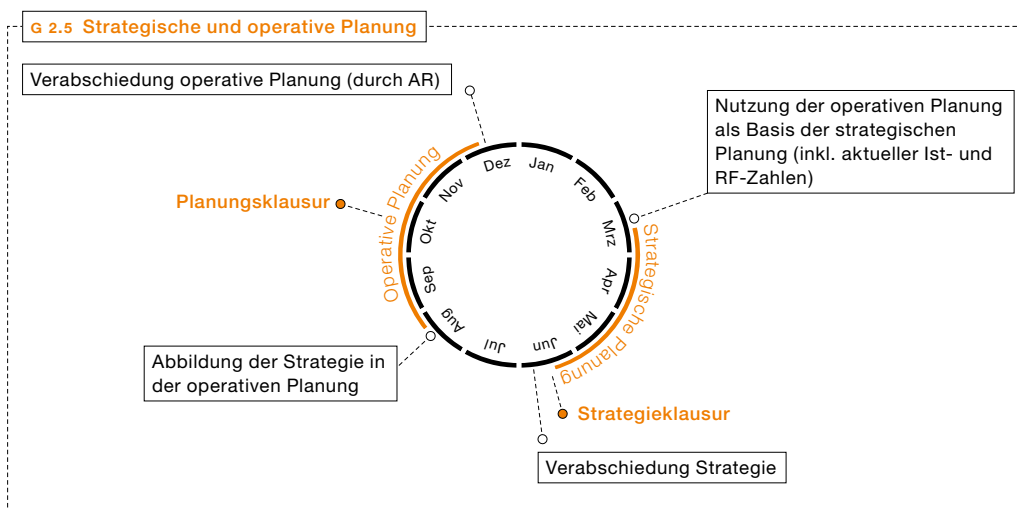 G 2.5 Strategische und operative Planung
Verabschiedung operative Planung (durch AR)
Nutzung der operativen Planung
als Basis der strategischen
Planung (inkl. aktueller Ist- und
RF-Zahlen)
Planungsklausur
Operative Planung
Strategische Planung
Jan
Feb
Mrz
Apr
Mai
Jun
Jul
Aug
Sep
Okt
Nov
Dez
Abbildung der Strategie in
der operativen Planung
Strategieklausur
Verabschiedung Strategie